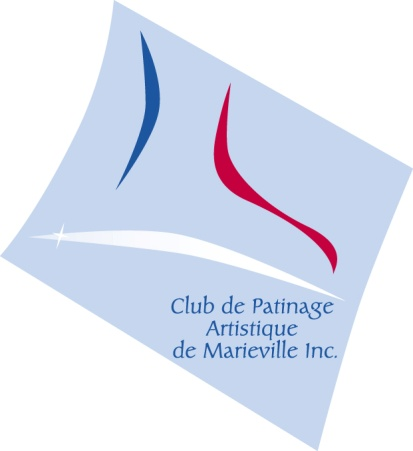 Club de Patinage
Artistique
de Marieville Inc.